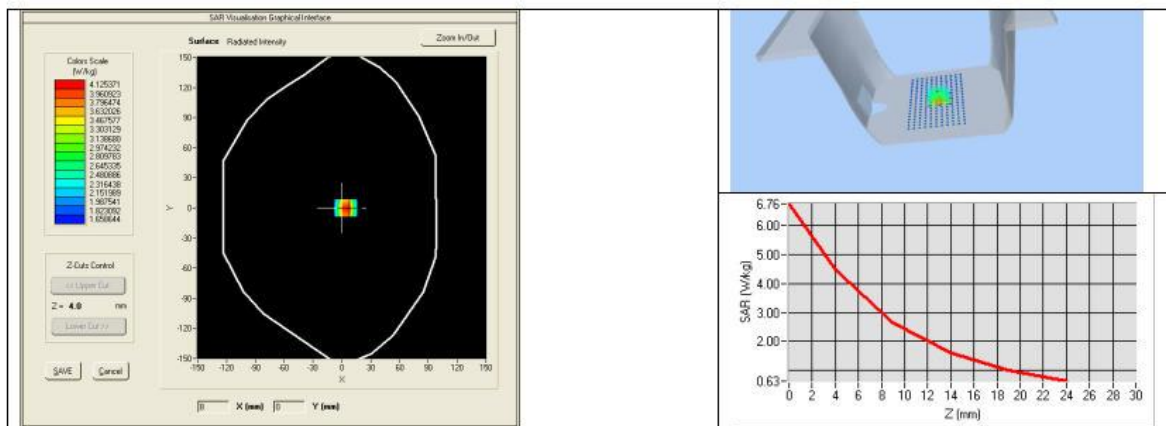 SAR Visualisation Graphical Interface
Surface Radiated Intensity
Zoom In/Out
Colors Scale
(W/kg)
4.125371
3.960923
3.796474
3.632026
3.467577
3.303129
3.138680
2.974232
2.809783
2.645335
2.480886
2.316438
2.151989
1.987541
1.823092
1.658644
Z-Cuts Control
<< Upper Cut
Z = 4.0 mm
Lower Cut >>
SAVE Cancel
150
120
90
60
30
Y 0
-30
-60
-90
-120
-150
-150 -120 -90 -60 -30 0 30 60 90 120 150
X
8 X (mm) 0 Y (mm)
SAR (W/kg)
6.76
6.00
5.00
4.00
3.00
2.00
0.63
0 2 4 6 8 10 12 14 16 18 20 22 24 26 28 30
Z (mm)